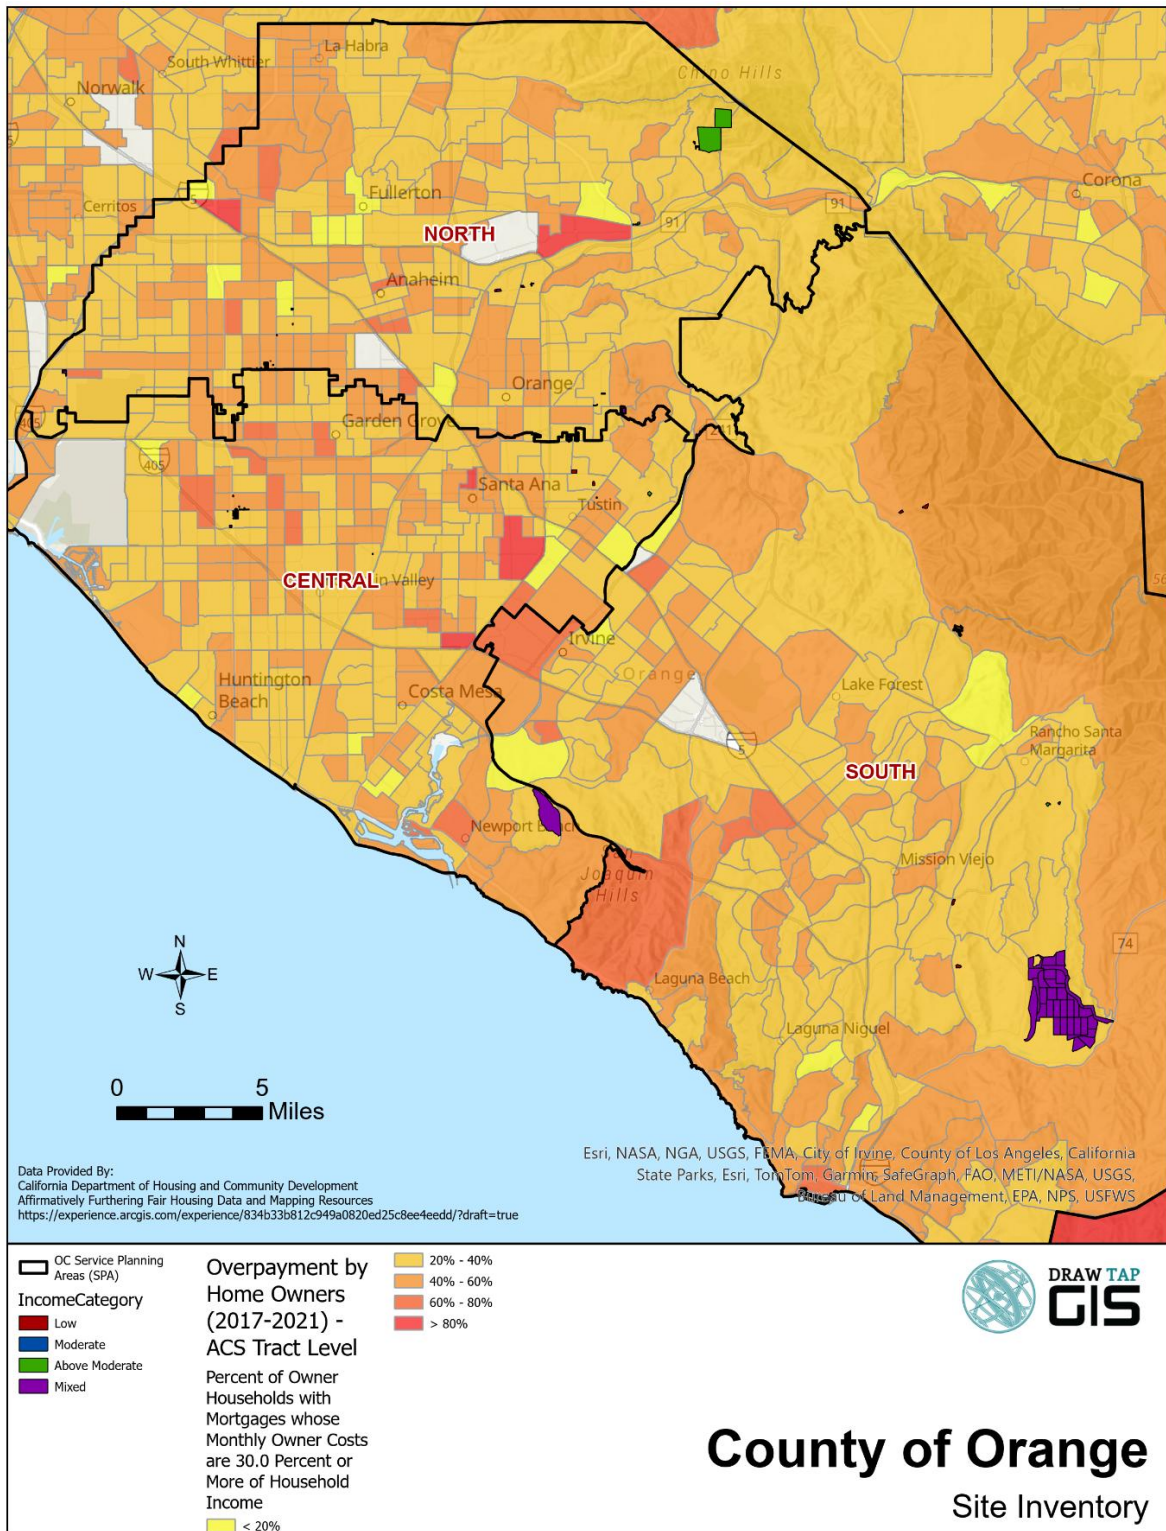 La Habra
South Whittier
Chino Hills
Norwalk
Corona
Cerritos
5
Fullerton
91
91
NORTH
Anaheim
Orange
405
Garden Grove
241
405
Santa Ana
Tustin
CENTRAL
in Valley
56
Irvine
Orange
Huntington
Beach
Costa Mesa
Lake Forest
Rancho Santa
Margarita
5
SOUTH
Newport Beach
Mission Viejo
San
Joaquin
Hills
N
W E
S
74
Laguna Beach
Laguna Niguel
0 5
Miles
Esri, NASA, NGA, USGS, FEMA, City of Irvine, County of Los Angeles, California
State Parks, Esri, TomTom, Garmin, SafeGraph, FAO, METI/NASA, USGS,
Bureau of Land Management, EPA, NPS, USFWS
Data Provided By:
California Department of Housing and Community Development
Affirmatively Furthering Fair Housing Data and Mapping Resources
https://experience.arcgis.com/experience/834b33b812c949a0820ed25c8ee4eedd/?draft=true
OC Service Planning
Areas (SPA)
IncomeCategory
Low
Moderate
Above Moderate
Mixed
Overpayment by
Home Owners
(2017-2021) -
ACS Tract Level
Percent of Owner
Households with
Mortgages whose
Monthly Owner Costs
are 30.0 Percent or
More of Household
Income
< 20%
20% - 40%
40% - 60%
60% - 80%
> 80%
DRAW TAP
GIS
County of Orange
Site Inventory